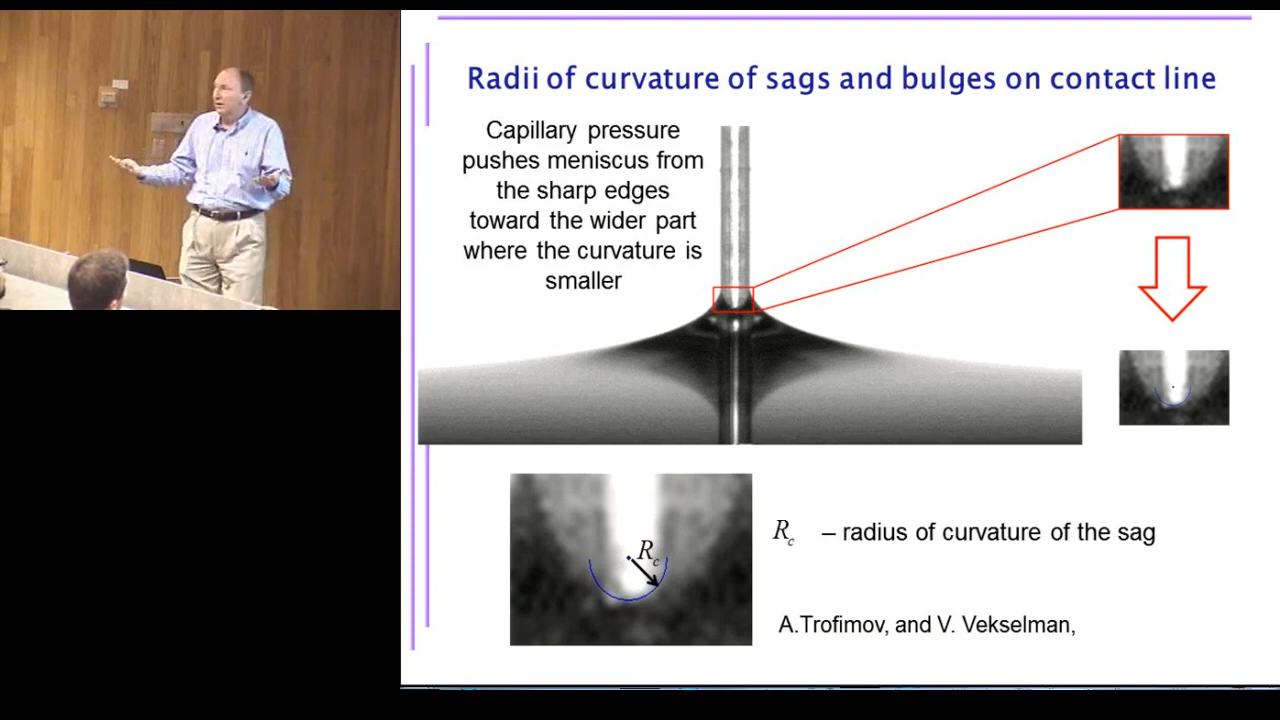 Radii of curvature of sags and bulges on contact line
Capillary pressure
pushes meniscus from
the sharp edges
toward the wider part
where the curvature is
smaller
R_c
R_c – radius of curvature of the sag
A.Trofimov, and V. Vekselman,